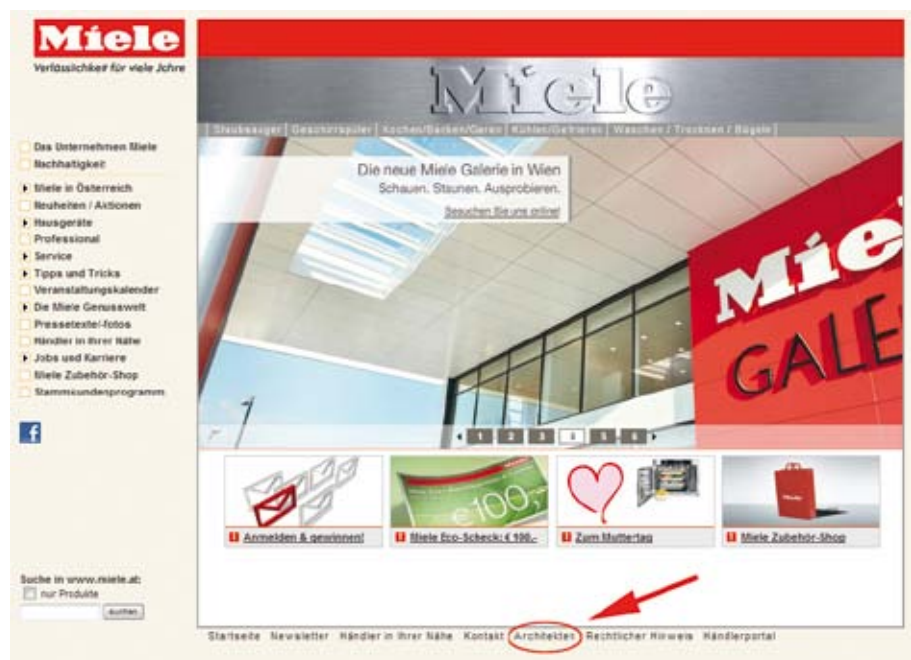 Miele
Verlässlichkeit für viele Jahre
Miele
Staubsauger | Geschirrspüler | Kochen/Backen/Garen | Kühlen/Gefrieren | Waschen / Trocknen / Bügeln
Die neue Miele Galerie in Wien
Schauen. Staunen. Ausprobieren.
Besuchen Sie uns online!
Miele
GALE
Das Unternehmen Miele
Nachhaltigkeit
Miele in Österreich
Neuheiten / Aktionen
Hausgeräte
Professional
Service
Tipps und Tricks
Veranstaltungskalender
Die Miele Genusswelt
Pressetexte/-fotos
Händler in Ihrer Nähe
Jobs und Karriere
Miele Zubehör-Shop
Stammkundenprogramm
f
1 2 3 4 5 6
€100,-
Miele
Anmelden & gewinnen!
Miele Eco-Scheck: € 100,-
Zum Muttertag
Miele Zubehör-Shop
Suche in www.miele.at:
nur Produkte
suchen
Startseite Newsletter Händler in Ihrer Nähe Kontakt Architekten Rechtlicher Hinweis Händlerportal